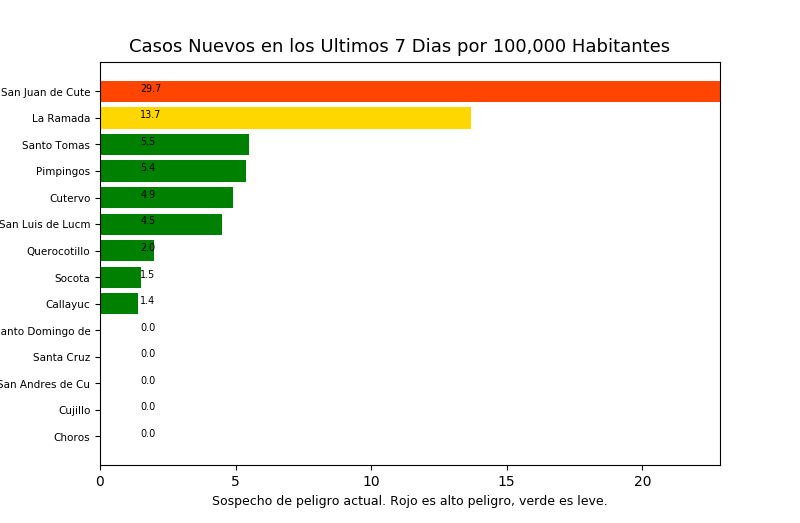 Casos Nuevos en los Ultimos 7 Dias por 100,000 Habitantes
San Juan de Cute 29.7
La Ramada 13.7
Santo Tomas 5.5
Pimpingos 5.4
Cutervo 4.9
San Luis de Lucm 4.5
Querocotillo 2.0
Socota 1.5
Callayuc 1.4
anto Domingo de 0.0
Santa Cruz 0.0
San Andres de Cu 0.0
Cujillo 0.0
Choros 0.0
0 5 10 15 20
Sospecho de peligro actual. Rojo es alto peligro, verde es leve.